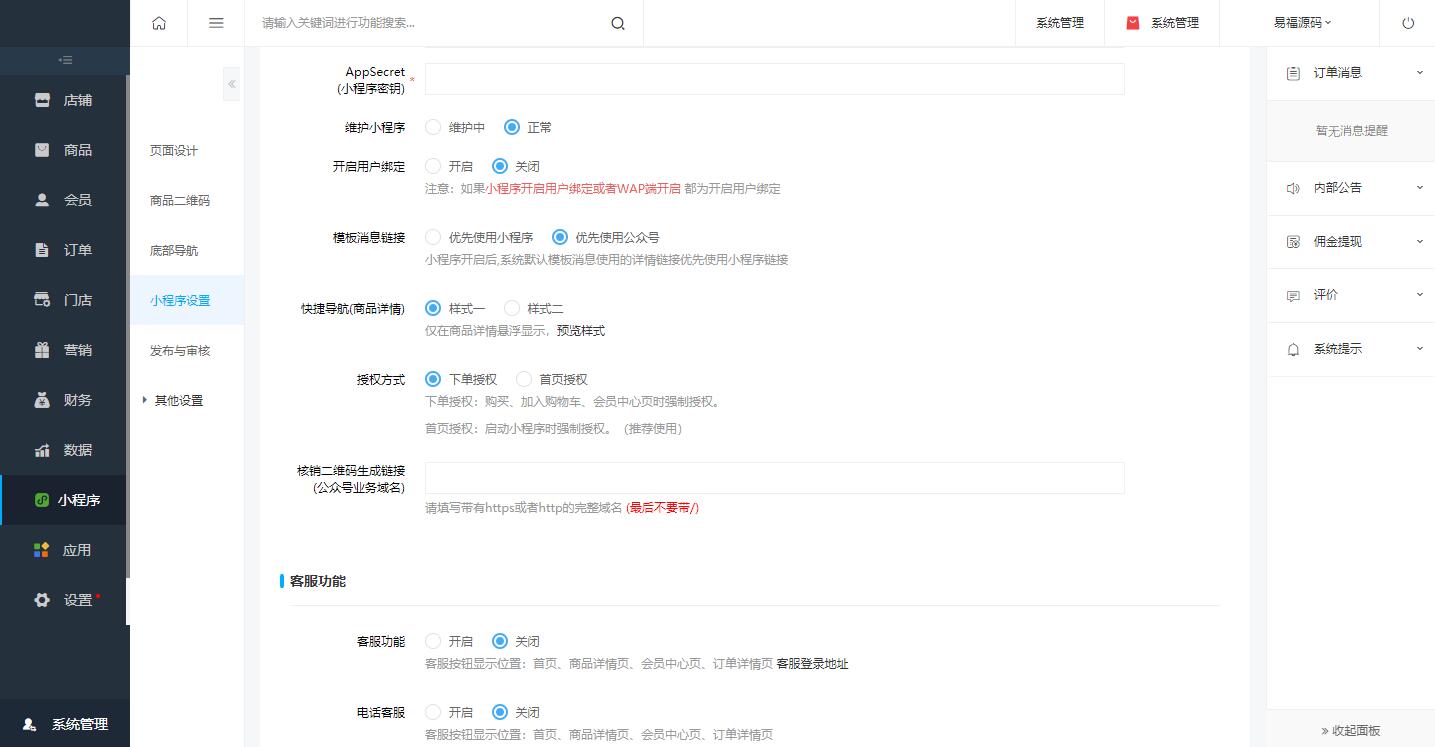 请输入关键词进行功能搜索...
系统管理
系统管理
易福源码
店铺
商品
会员
订单
门店
营销
财务
数据
小程序
应用
设置
系统管理
«
页面设计
商品二维码
底部导航
小程序设置
发布与审核
其他设置
AppSecret
(小程序密钥) *
维护小程序 维护中 正常
开启用户绑定 开启 关闭
注意：如果小程序开启用户绑定或者WAP端开启 都为开启用户绑定
模板消息链接 优先使用小程序 优先使用公众号
小程序开启后,系统默认模板消息使用的详情链接优先使用小程序链接
快捷导航(商品详情) 样式一 样式二
仅在商品详情悬浮显示，预览样式
授权方式 下单授权 首页授权
下单授权：购买、加入购物车、会员中心页时强制授权。
首页授权：启动小程序时强制授权。（推荐使用）
核销二维码生成链接
(公众号业务域名)
请填写带有https或者http的完整域名 (最后不要带/)
客服功能
客服功能 开启 关闭
客服按钮显示位置：首页、商品详情页、会员中心页、订单详情页 客服登录地址
电话客服 开启 关闭
客服按钮显示位置：首页、商品详情页、会员中心页、订单详情页
订单消息
暂无消息提醒
内部公告
佣金提现
评价
系统提示
» 收起面板